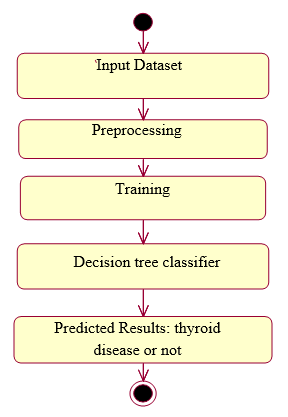 Input Dataset
Preprocessing
Training
Decision tree classifier
Predicted Results: thyroid
disease or not